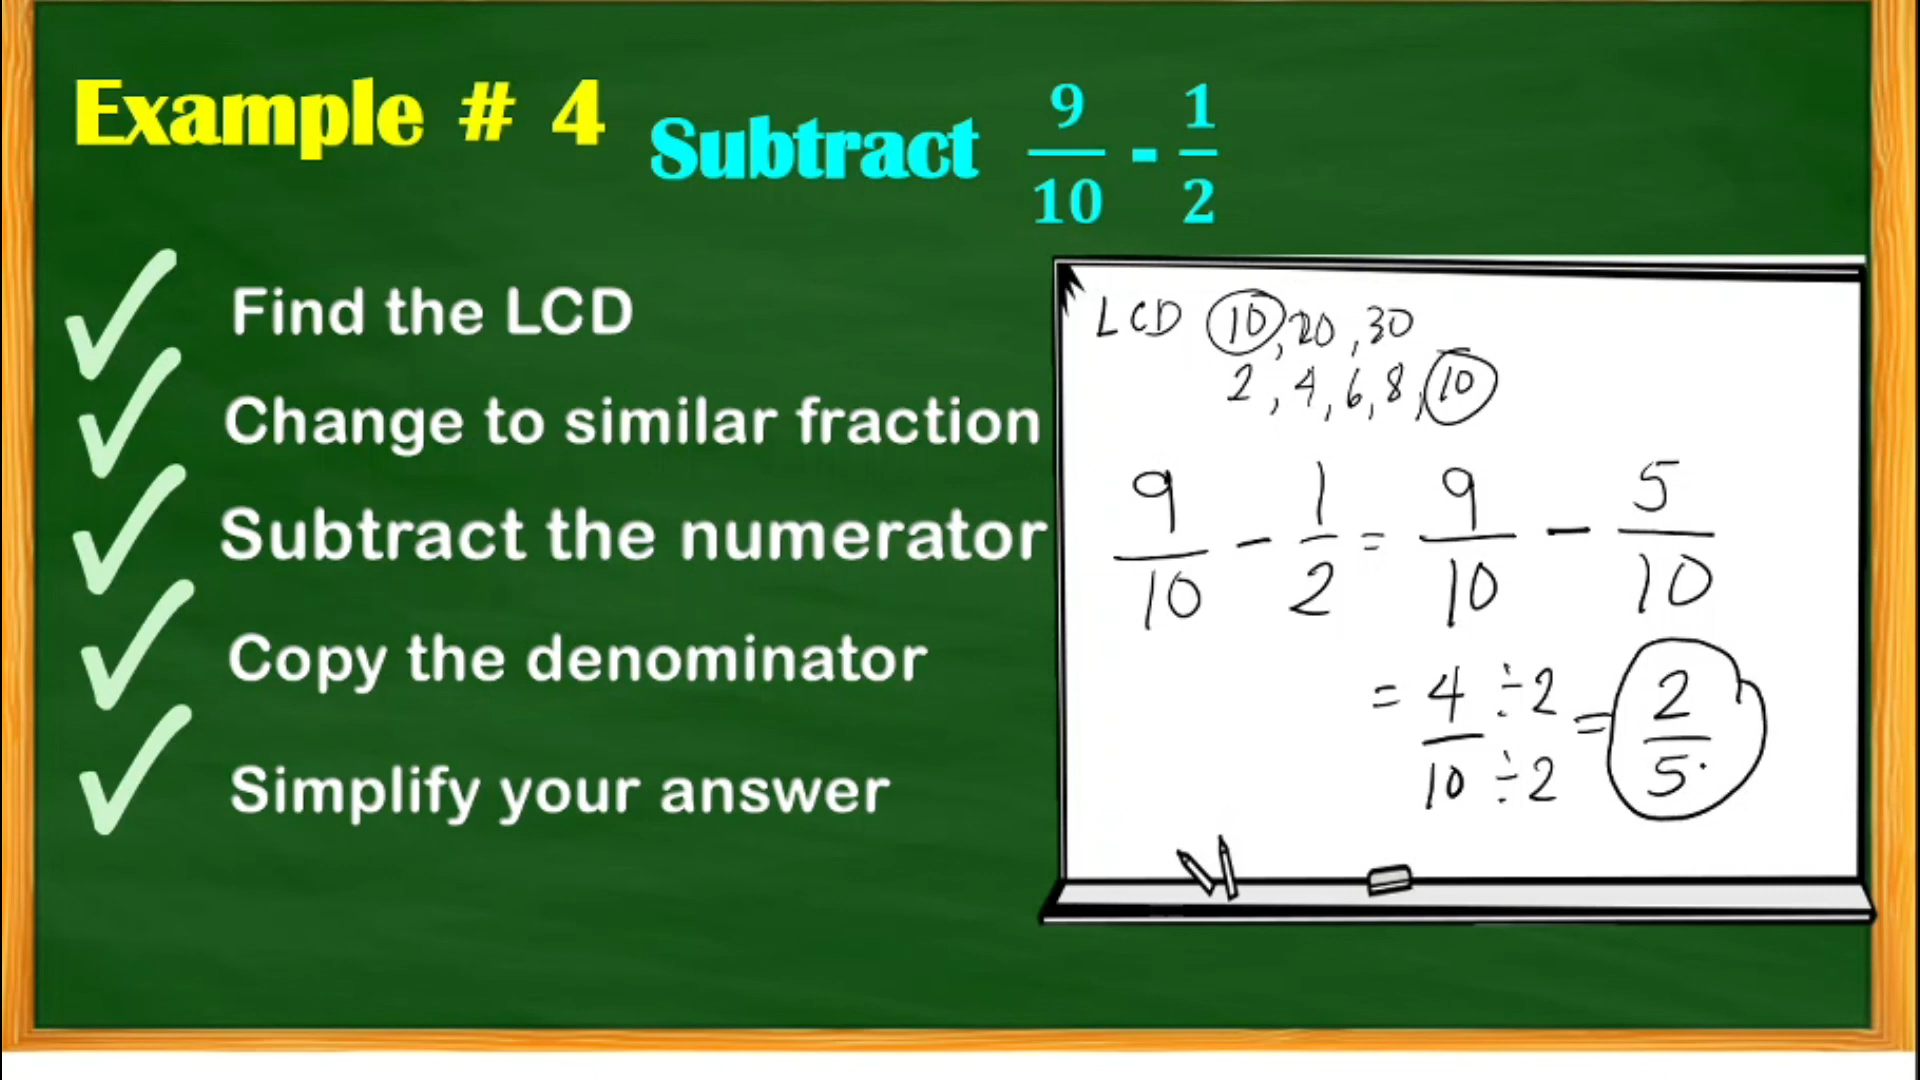 Example # 4
Subtract 9/10 - 1/2
Find the LCD
Change to similar fraction
Subtract the numerator
Copy the denominator
Simplify your answer
LCD 10, 20, 30
2, 4, 6, 8, 10
9/10 - 1/2 = 9/10 - 5/10
= 4/10 ÷2/÷2 = 2/5.